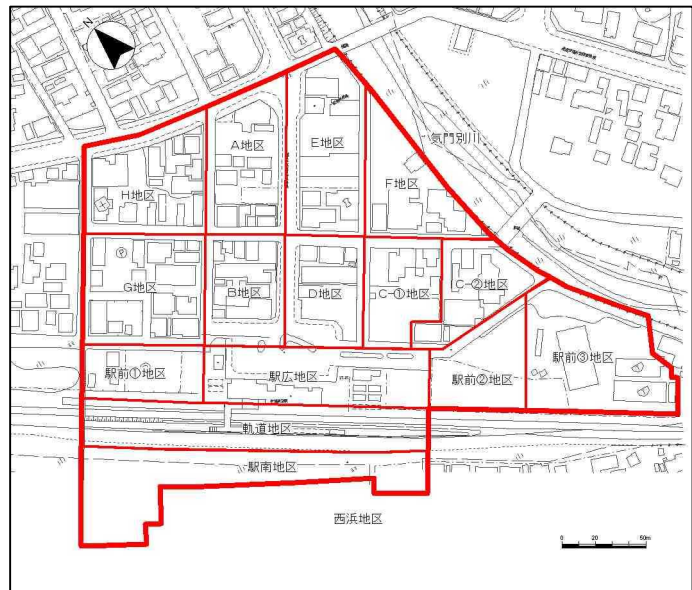 N
気門別川
A地区
E地区
F地区
H地区
G地区
B地区
D地区
C-①地区
C-②地区
駅前①地区
駅広地区
駅前②地区
駅前③地区
軌道地区
駅南地区
西浜地区
0 20 50m